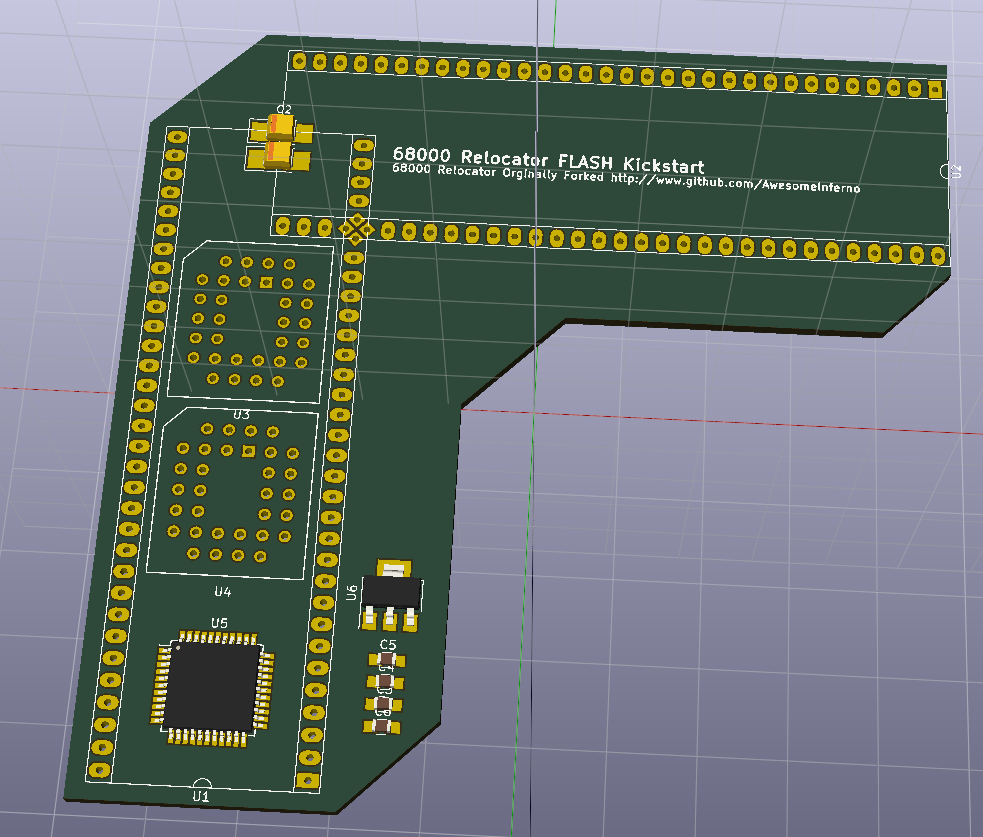 C2
68000 Relocator FLASH Kickstart
68000 Relocator Orginally Forked http://www.github.com/AwesomeInferno
U2
U3
U4
U6
U5
C5
U1